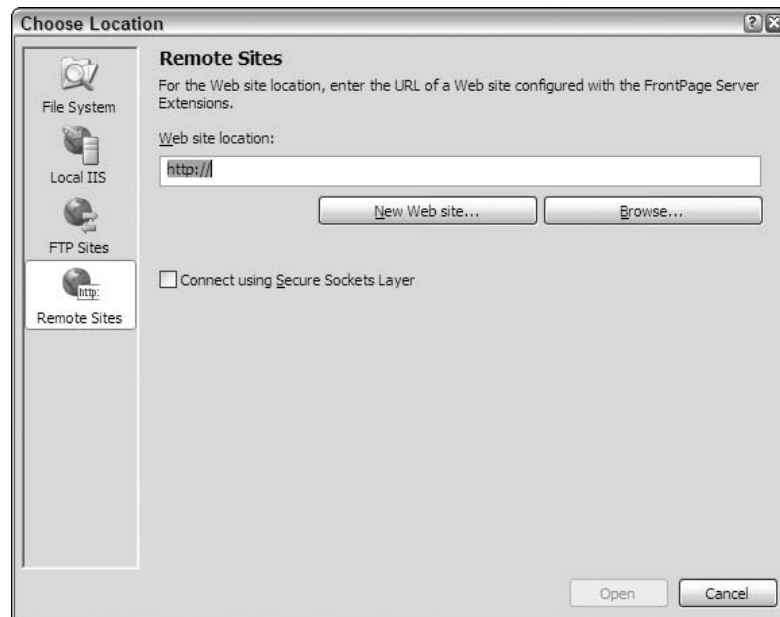 Choose Location
File System
Local IIS
FTP Sites
http:
Remote Sites
Remote Sites
For the Web site location, enter the URL of a Web site configured with the FrontPage Server
Extensions.
Web site location:
http://
New Web site...
Browse...
Connect using Secure Sockets Layer
Open
Cancel